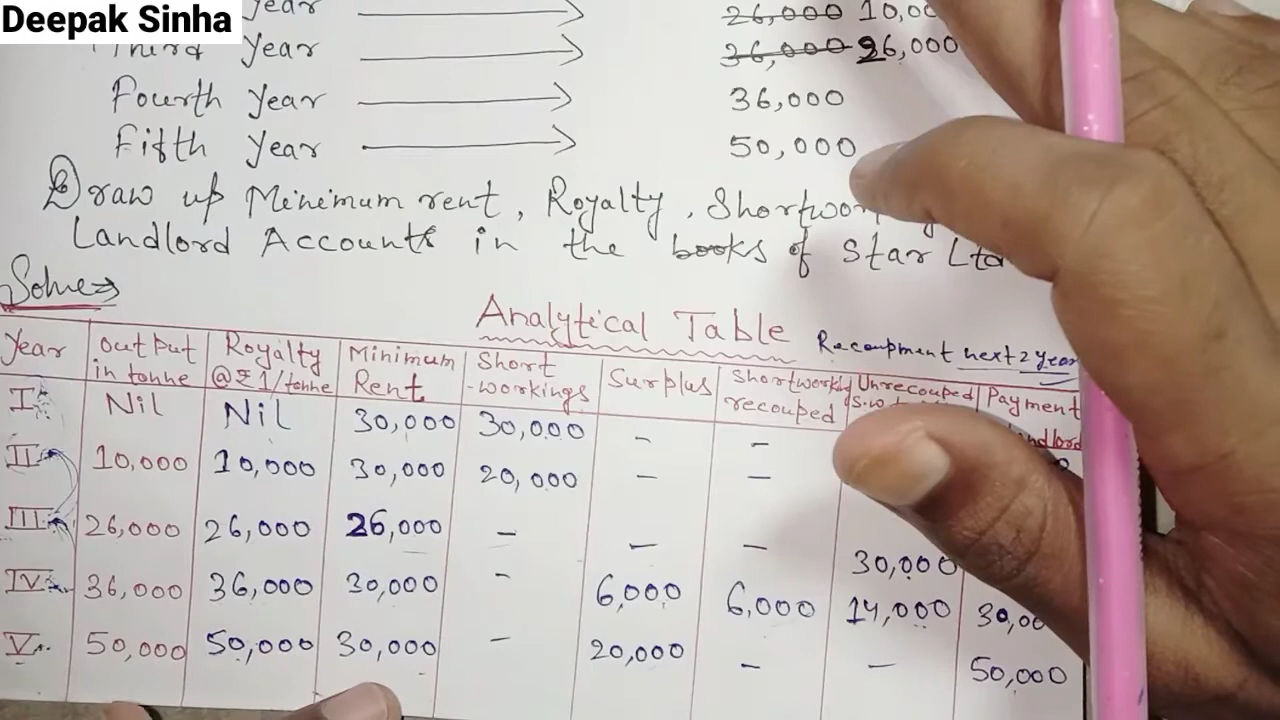 Deepak Sinha
year 26,000 10,00
Third year 36,000 26,000
Fourth year 36,000
Fifth year 50,000
Draw up Minimum rent, Royalty, Shortwor
Landlord Accounts in the books of Star Ltd
Solve
Analytical Table Recoupment next 2 year
Year Output in tonne Royalty @ ₹ 1/tonne Minimum Rent Short-workings Surplus Shortworking recouped Unrecouped Payment
I Nil Nil 30,000 30,000 - -
II 10,000 10,000 30,000 20,000 - -
III 26,000 26,000 26,000 - - - 30,000
IV 36,000 36,000 30,000 - 6,000 6,000 14,000 30,00
V 50,000 50,000 30,000 - 20,000 - - 50,000